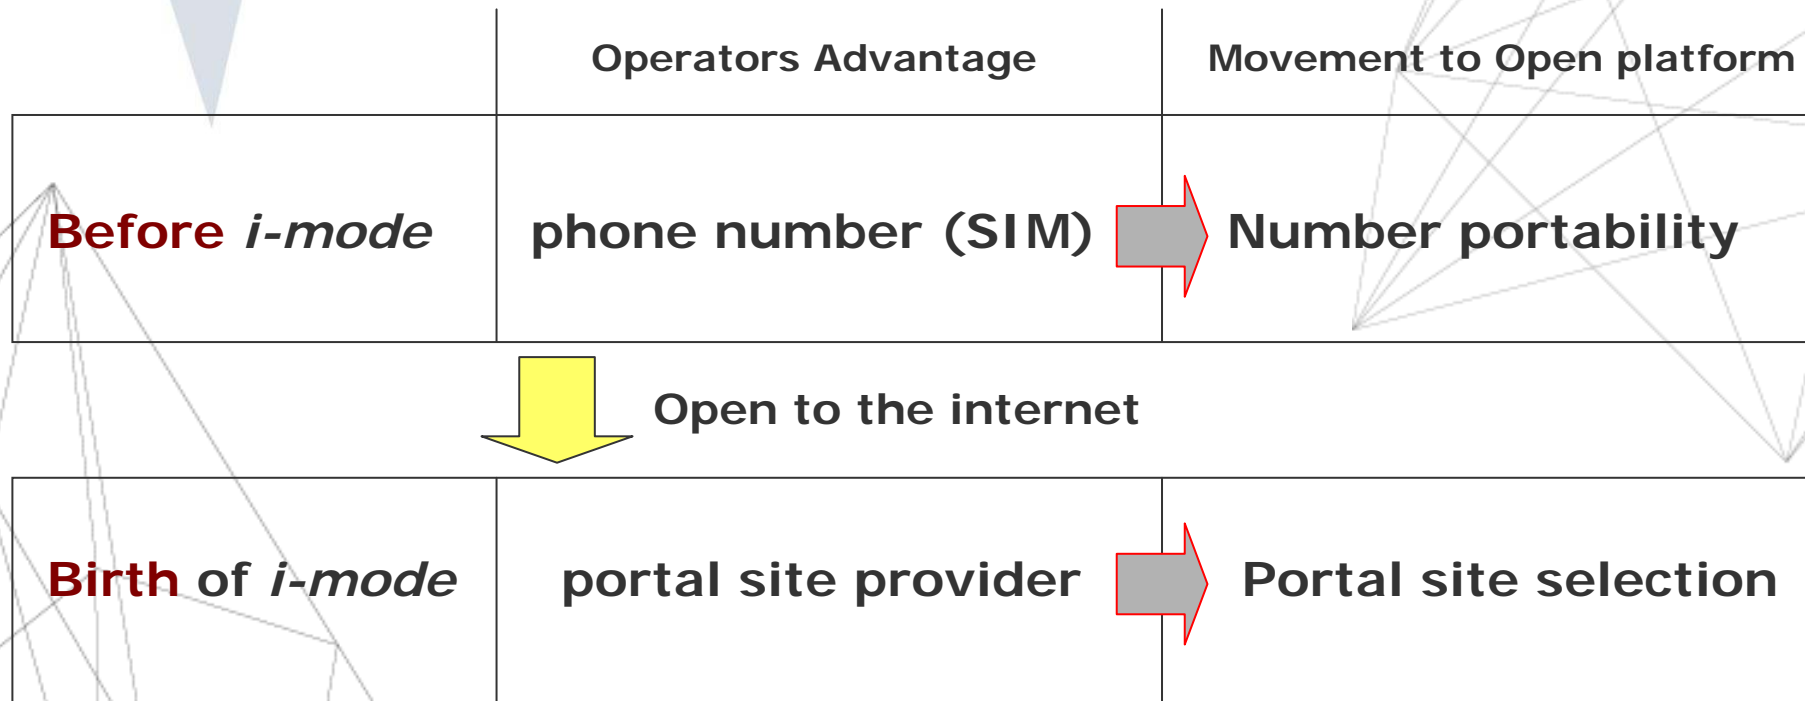 Operators Advantage
Movement to Open platform
Before i-mode
phone number (SIM)
Number portability
Open to the internet
Birth of i-mode
portal site provider
Portal site selection